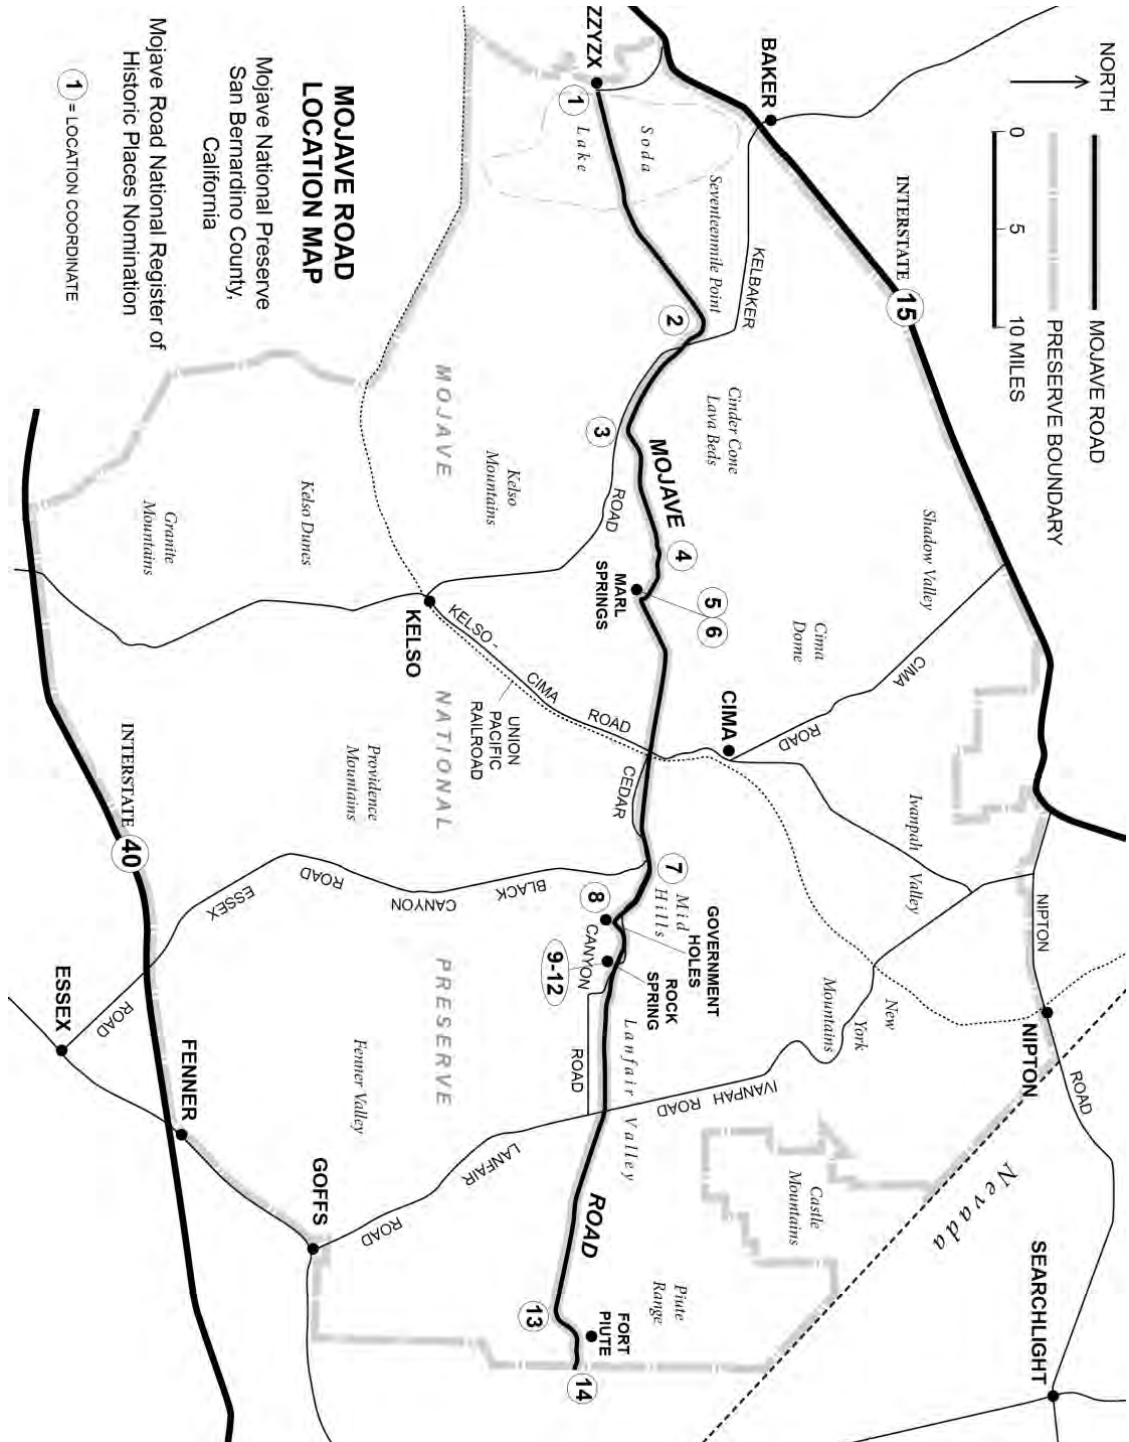 NORTH
MOJAVE ROAD
PRESERVE BOUNDARY
0
5
10 MILES
INTERSTATE
15
BAKER
ZZYZX
1
Soda
Lake
Seventeenmile Point
KELBAKER
2
Cinder Cone
Lava Beds
3
ROAD
MOJAVE
4
MARL
SPRINGS
5
6
Shadow Valley
Cima
Dome
CIMA
ROAD
CIMA
Ivanpah Valley
NIPTON
NIPTON
ROAD
New
York
Mountains
Nevada
SEARCHLIGHT
Castle
Mountains
Piute
Range
FORT
PIUTE
13
14
ROAD
Lanfair Valley
IVANPAH ROAD
ROCK
SPRING
GOVERNMENT
HOLES
Mid
Hills
7
8
9-12
CEDAR
CANYON
ROAD
KELSO -
CIMA
ROAD
UNION
PACIFIC
RAILROAD
KELSO
Kelso
Mountains
Kelso Dunes
Granite
Mountains
MOJAVE
NATIONAL
PRESERVE
Providence
Mountains
BLACK
CANYON
ROAD
ESSEX
ROAD
ESSEX
FENNER
Fenner Valley
GOFFS
LANFAIR
ROAD
INTERSTATE
40
MOJAVE ROAD
LOCATION MAP
Mojave National Preserve
San Bernardino County,
California
Mojave Road National Register of
Historic Places Nomination
1 = LOCATION COORDINATE